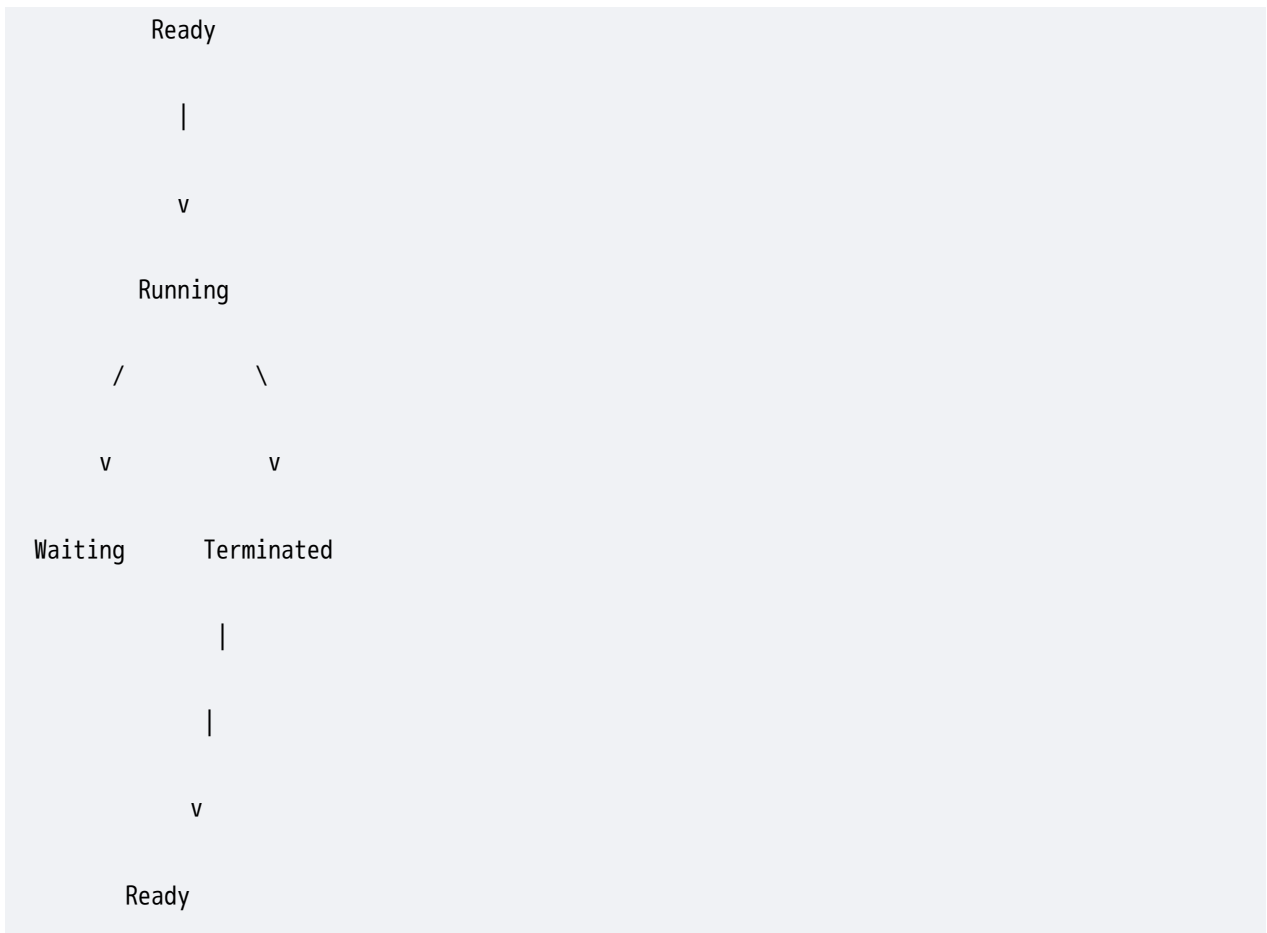 Ready
|
v
Running
/ \
v v
Waiting Terminated
|
|
v
Ready